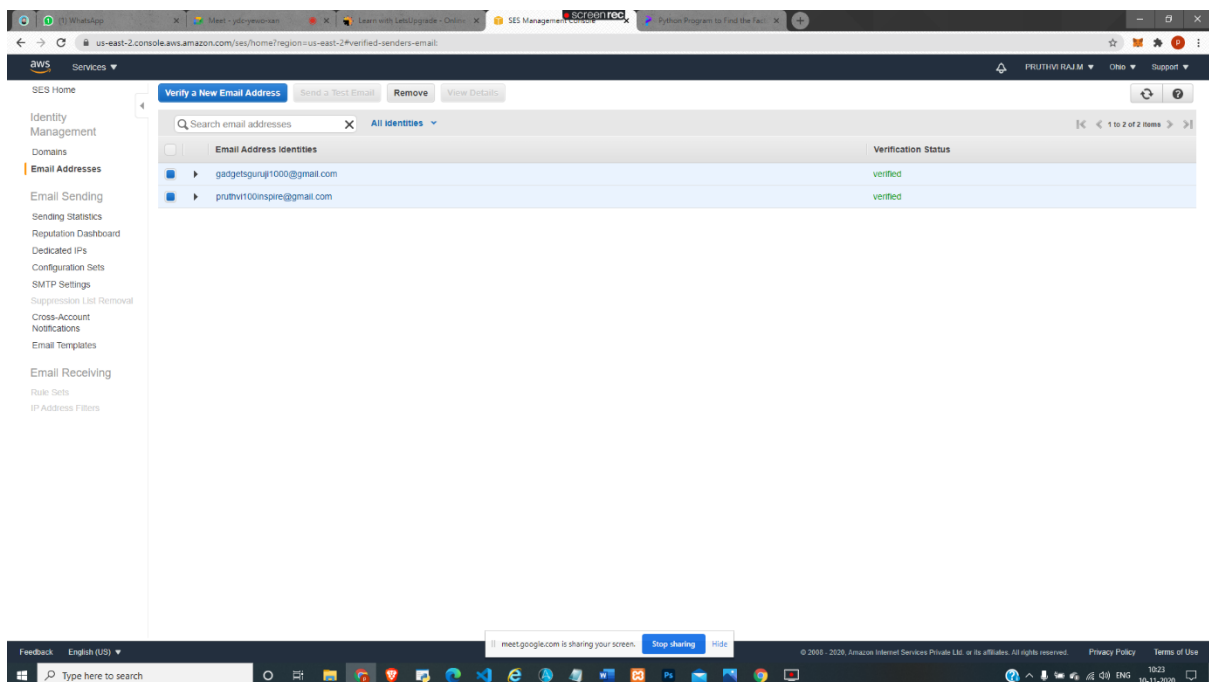 (1) WhatsApp
Meet - ydc-yewo-xan
Learn with LetsUpgrade - Online
SES Management Console
screenrec
Python Program to Find the Fact
us-east-2.console.aws.amazon.com/ses/home?region=us-east-2#verified-senders-email:
aws Services PRUTHVI RAJ.M Ohio Support
SES Home
Identity
Management
Domains
Email Addresses
Email Sending
Sending Statistics
Reputation Dashboard
Dedicated IPs
Configuration Sets
SMTP Settings
Suppression List Removal
Cross-Account
Notifications
Email Templates
Email Receiving
Rule Sets
IP Address Filters
Verify a New Email Address Send a Test Email Remove View Details
Search email addresses All identities 1 to 2 of 2 items
Email Address Identities Verification Status
gadgetsguruji1000@gmail.com verified
pruthvi100inspire@gmail.com verified
meet.google.com is sharing your screen. Stop sharing Hide
Feedback English (US) © 2008 - 2020, Amazon Internet Services Private Ltd. or its affiliates. All rights reserved. Privacy Policy Terms of Use
Type here to search ENG 10:23
10-11-2020